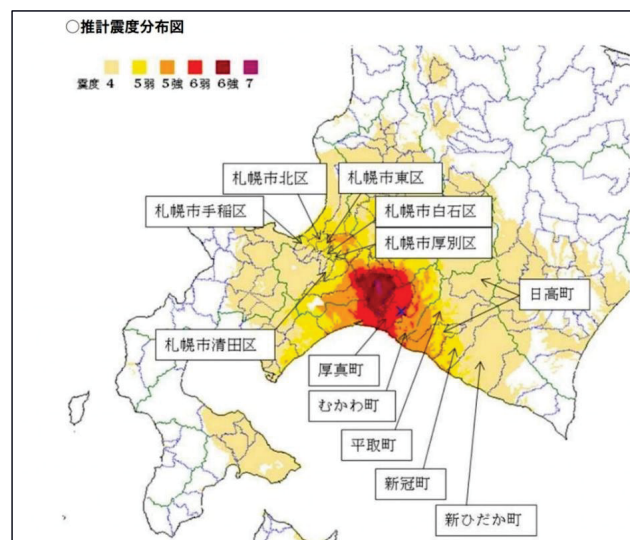 ○推計震度分布図
震度 4 5弱 5強 6弱 6強 7
札幌市北区
札幌市東区
札幌市手稲区
札幌市白石区
札幌市厚別区
日高町
札幌市清田区
厚真町
むかわ町
平取町
新冠町
新ひだか町